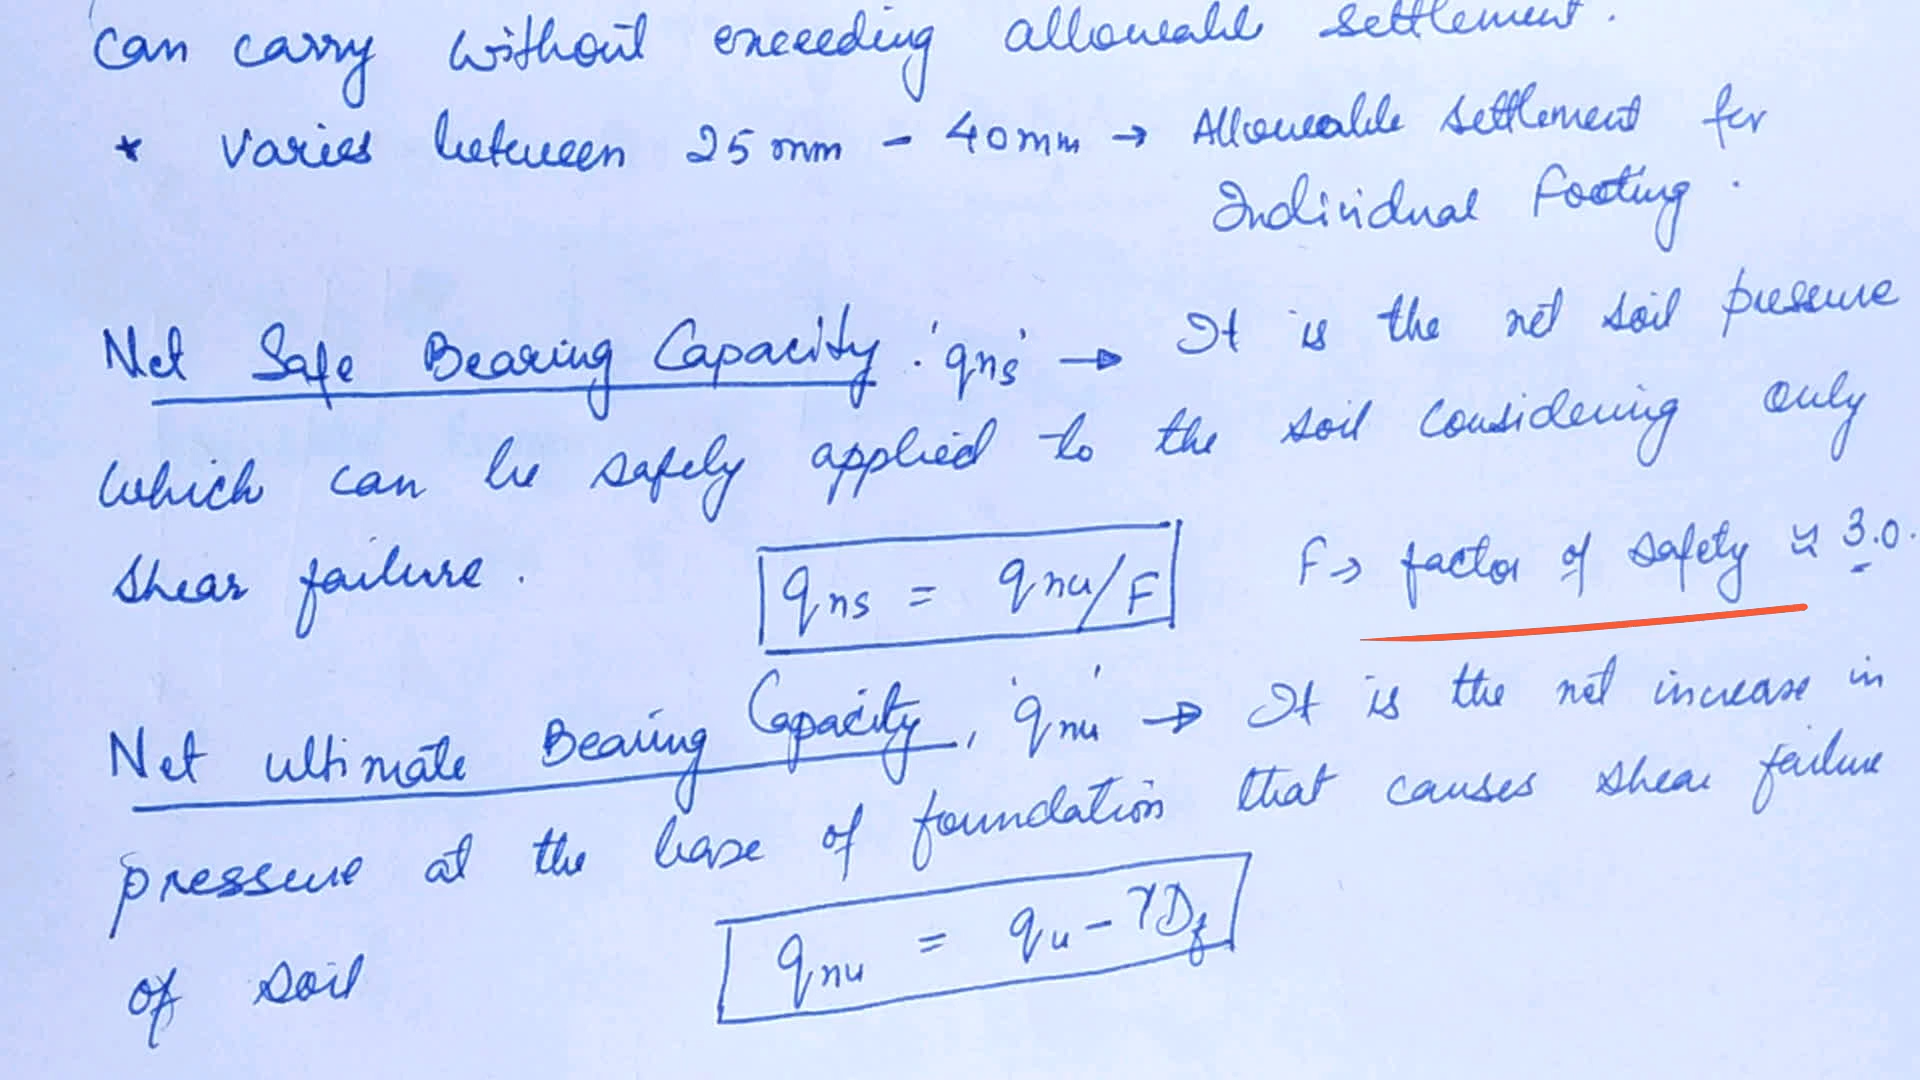 can carry without exceeding allowable settlement.
* Varies between 25 mm - 40 mm → Allowable settlement for
Individual Footing.
Net Safe Bearing Capacity: 'qns' → It is the net soil pressure
which can be safely applied to the soil considering only
shear failure.
qns = qnu/F F → factor of safety ≈ 3.0.
Net ultimate Bearing Capacity, 'qnu' → It is the net increase in
pressure at the base of foundation that causes shear failure
of soil
qnu = qu - γDf